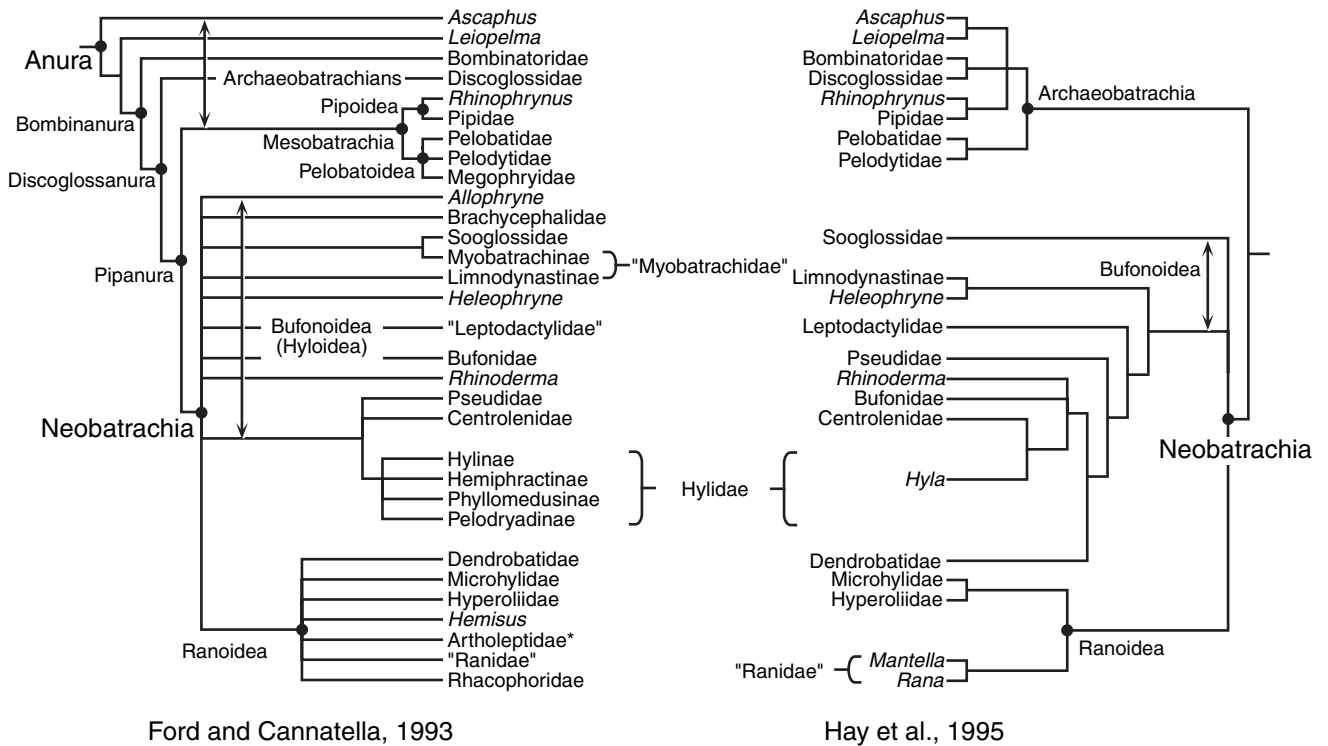 Ascaphus
Leiopelma
Bombinatoridae
Archaeobatrachians
Discoglossidae
Rhinophrynus
Pipidae
Pelobatidae
Pelodytidae
Megophryidae
Allophryne
Brachycephalidae
Sooglossidae
Myobatrachinae
Limnodynastinae
"Myobatrachidae"
Heleophryne
Bufonoidea
(Hyloidea)
"Leptodactylidae"
Bufonidae
Rhinoderma
Pseudidae
Centrolenidae
Hylinae
Hemiphractinae
Phyllomedusinae
Pelodryadinae
Hylidae
Dendrobatidae
Microhylidae
Hyperoliidae
Hemisus
Artholeptidae*
"Ranidae"
Rhacophoridae
Anura
Bombinanura
Discoglossanura
Pipoidea
Mesobatrachia
Pelobatoidea
Pipanura
Neobatrachia
Ranoidea
Ford and Cannatella, 1993
Ascaphus
Leiopelma
Bombinatoridae
Discoglossidae
Rhinophrynus
Pipidae
Pelobatidae
Pelodytidae
Archaeobatrachia
Sooglossidae
Bufonoidea
Limnodynastinae
Heleophryne
Leptodactylidae
Pseudidae
Rhinoderma
Bufonidae
Centrolenidae
Neobatrachia
Hyla
Dendrobatidae
Microhylidae
Hyperoliidae
Ranoidea
"Ranidae"
Mantella
Rana
Hay et al., 1995